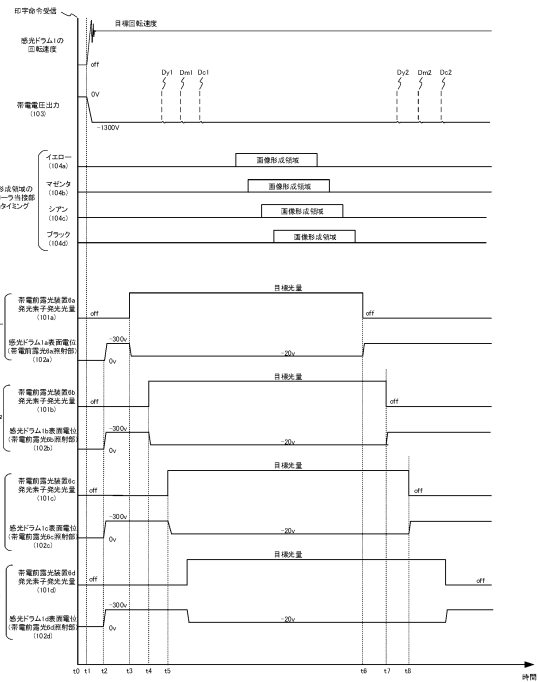 印字命令受信
目標回転速度
感光ドラム1の
回転速度
off
Dy1 Dm1 Dc1
Dy2 Dm2 Dc2
0V
帯電電圧出力
(103)
-1300V
イエロー
(104a)
画像形成領域
形成領域の
ーラ当接部
タイミング
マゼンタ
(104b)
画像形成領域
シアン
(104c)
画像形成領域
ブラック
(104d)
画像形成領域
目標光量
帯電前露光装置6a
発光素子発光光量
(101a)
off
off
感光ドラム1a表面電位
(帯電前露光6a照射部)
(102a)
-300v
0v
-20v
目標光量
帯電前露光装置6b
発光素子発光光量
(101b)
off
off
感光ドラム1b表面電位
(帯電前露光6b照射部)
(102b)
-300v
0v
-20v
目標光量
帯電前露光装置6c
発光素子発光光量
(101c)
off
off
感光ドラム1c表面電位
(帯電前露光6c照射部)
(102c)
-300v
0v
-20v
目標光量
帯電前露光装置6d
発光素子発光光量
(101d)
off
off
感光ドラム1d表面電位
(帯電前露光6d照射部)
(102d)
-300v
0v
-20v
t0 t1 t2 t3 t4 t5 t6 t7 t8
時間